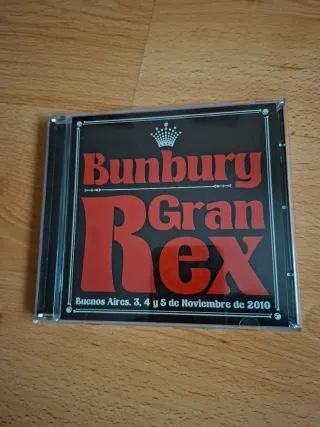 Bunbury
Gran
Rex
Buenos Aires, 3, 4 y 5 de Noviembre de 2010